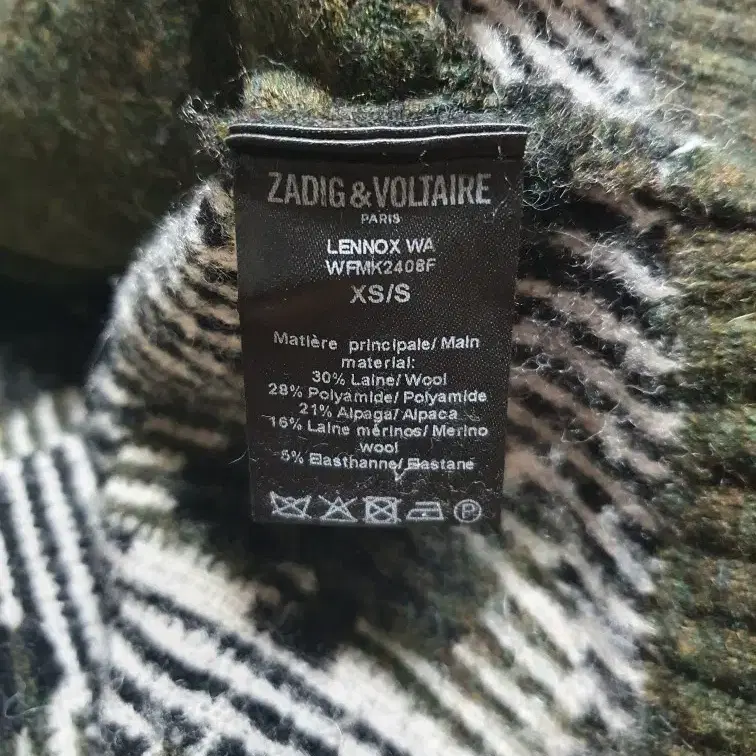 ZADIG & VOLTAIRE
PARIS
LENNOX WA
WFMK2408F
XS/S
Matière principale/ Main
material:
30% Laine/ Wool
28% Polyamide/ Polyamide
21% Alpaga/ Alpaca
16% Laine mérinos/ Merino
wool
5% Elasthanne/ Elastane
P